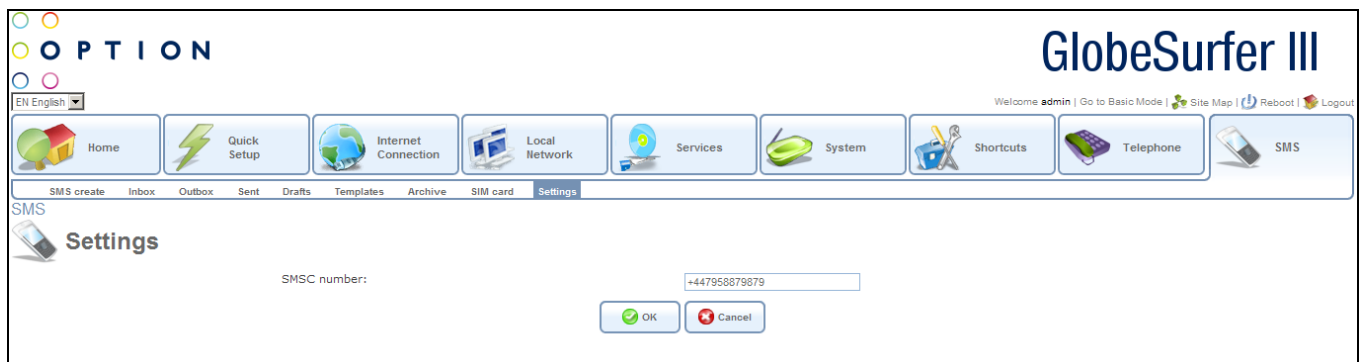 OPTION
GlobeSurfer III
EN English
Welcome admin | Go to Basic Mode | Site Map | Reboot | Logout
Home
Quick Setup
Internet Connection
Local Network
Services
System
Shortcuts
Telephone
SMS
SMS create Inbox Outbox Sent Drafts Templates Archive SIM card Settings
SMS
Settings
SMSC number: +447958879879
OK Cancel